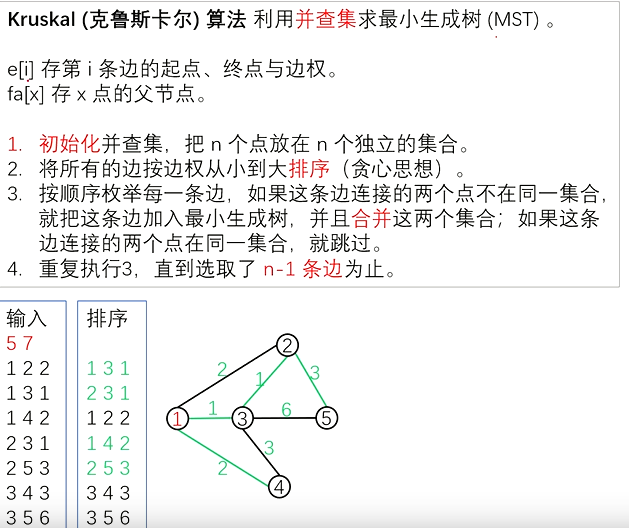 Kruskal (克鲁斯卡尔) 算法 利用并查集求最小生成树 (MST) 。
e[i] 存第 i 条边的起点、终点与边权。
fa[x] 存 x 点的父节点。
1. 初始化并查集，把 n 个点放在 n 个独立的集合。
2. 将所有的边按边权从小到大排序（贪心思想）。
3. 按顺序枚举每一条边，如果这条边连接的两个点不在同一集合，
就把这条边加入最小生成树，并且合并这两个集合；如果这条
边连接的两个点在同一集合，就跳过。
4. 重复执行3，直到选取了 n-1 条边为止。
输入
5 7
1 2 2
1 3 1
1 4 2
2 3 1
2 5 3
3 4 3
3 5 6
排序
1 3 1
2 3 1
1 2 2
1 4 2
2 5 3
3 4 3
3 5 6
2
2
1
3
1
1
3
6
5
3
2
4